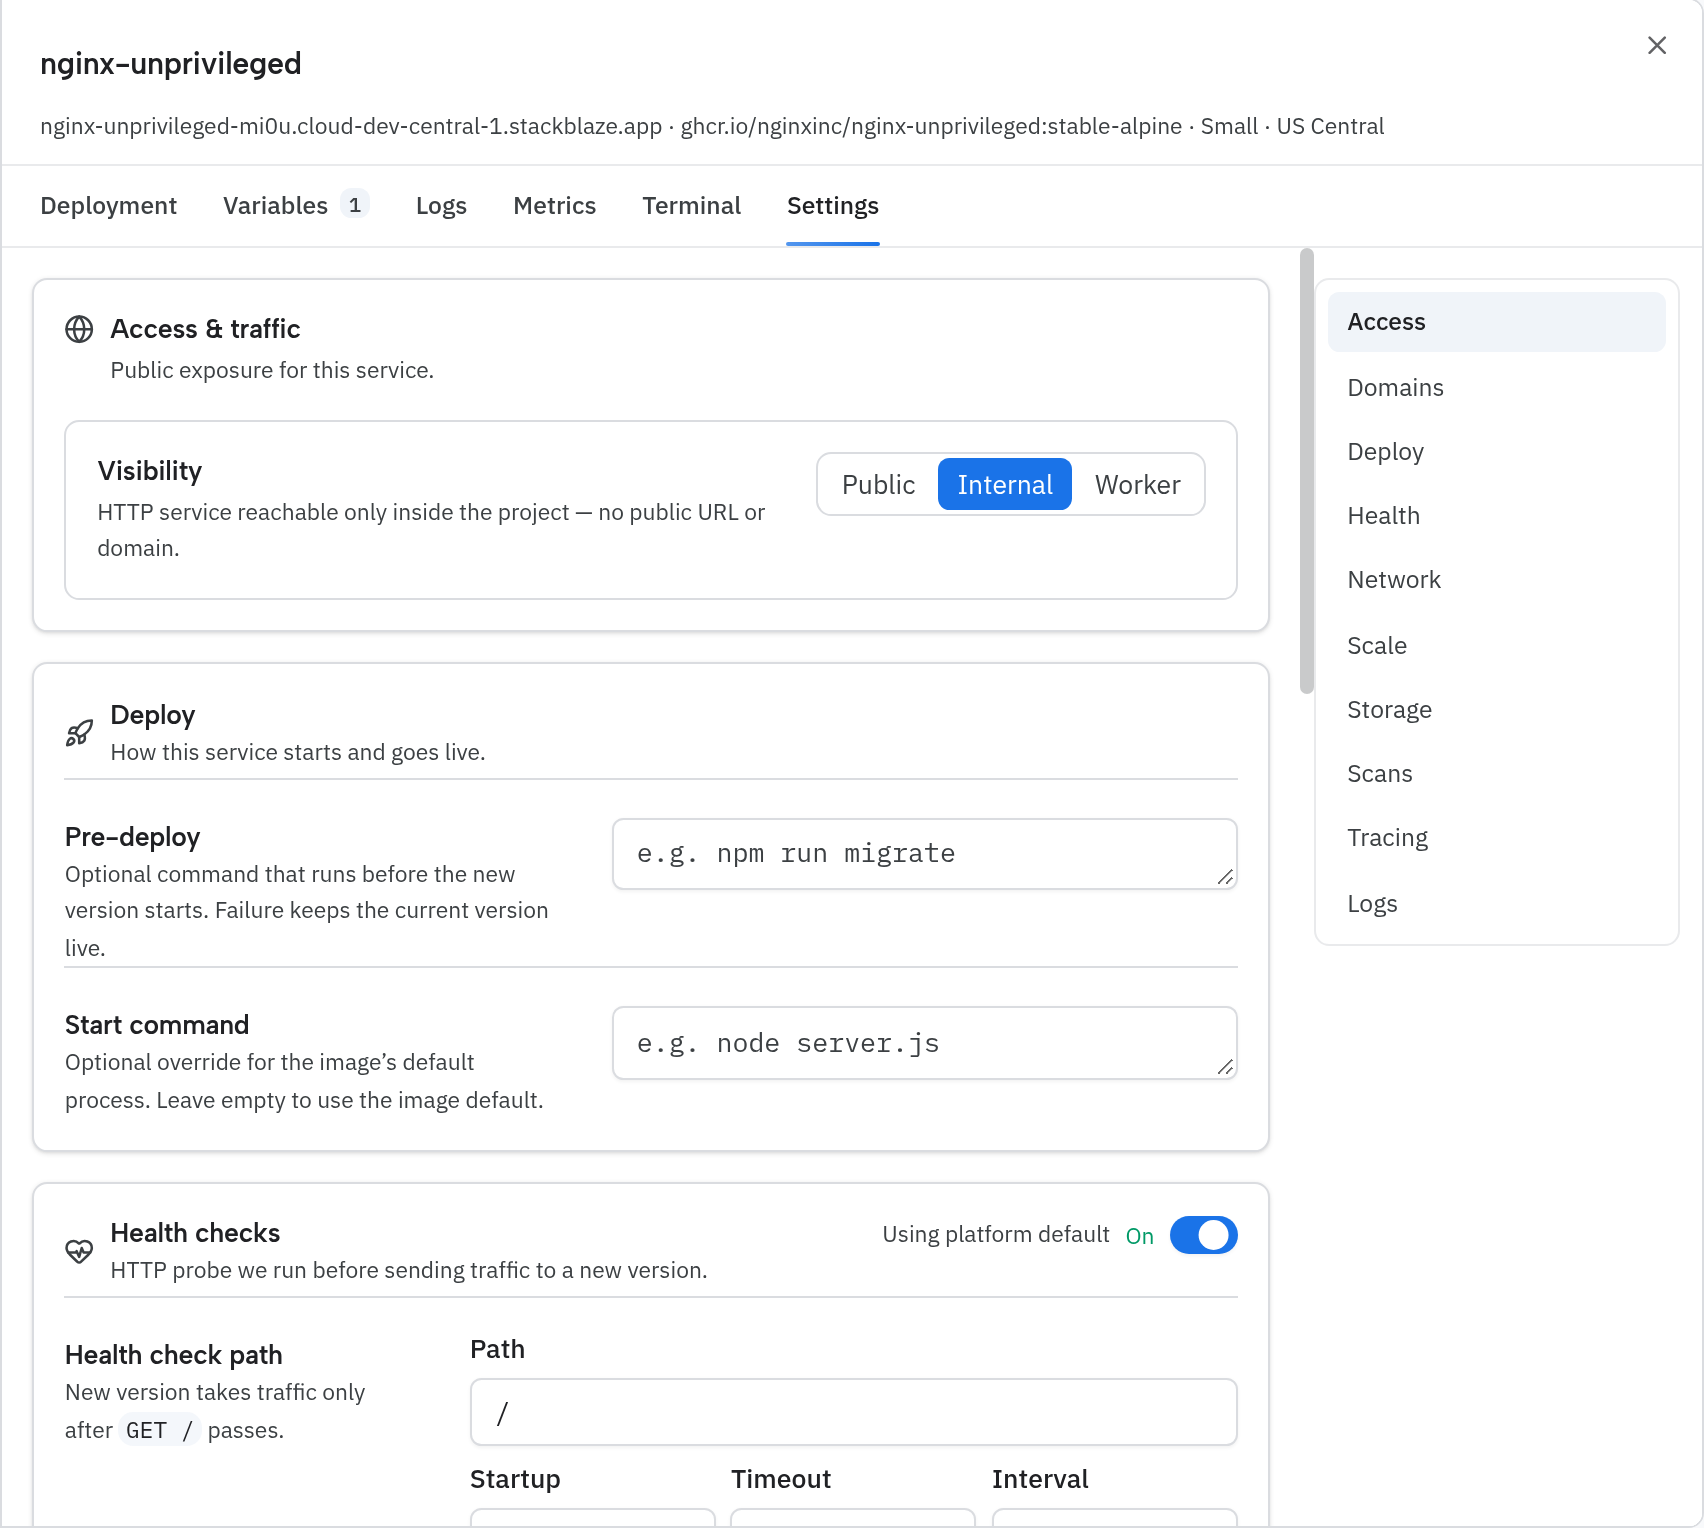 nginx-unprivileged
nginx-unprivileged-mi0u.cloud-dev-central-1.stackblaze.app · ghcr.io/nginxinc/nginx-unprivileged:stable-alpine · Small · US Central
Deployment Variables 1 Logs Metrics Terminal Settings
Access & traffic
Public exposure for this service.
Visibility
HTTP service reachable only inside the project — no public URL or
domain.
Public Internal Worker
Deploy
How this service starts and goes live.
Pre-deploy
Optional command that runs before the new
version starts. Failure keeps the current version
live.
e.g. npm run migrate
Start command
Optional override for the image’s default
process. Leave empty to use the image default.
e.g. node server.js
Health checks
HTTP probe we run before sending traffic to a new version.
Using platform default On
Health check path
New version takes traffic only
after GET / passes.
Path
/
Startup Timeout Interval
Access
Domains
Deploy
Health
Network
Scale
Storage
Scans
Tracing
Logs